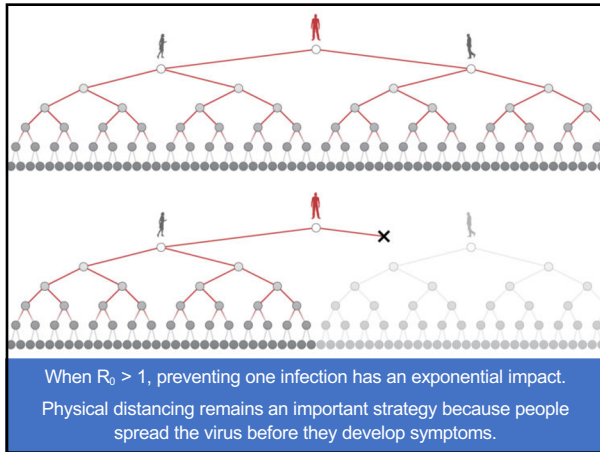 When R₀ > 1, preventing one infection has an exponential impact.
Physical distancing remains an important strategy because people
spread the virus before they develop symptoms.